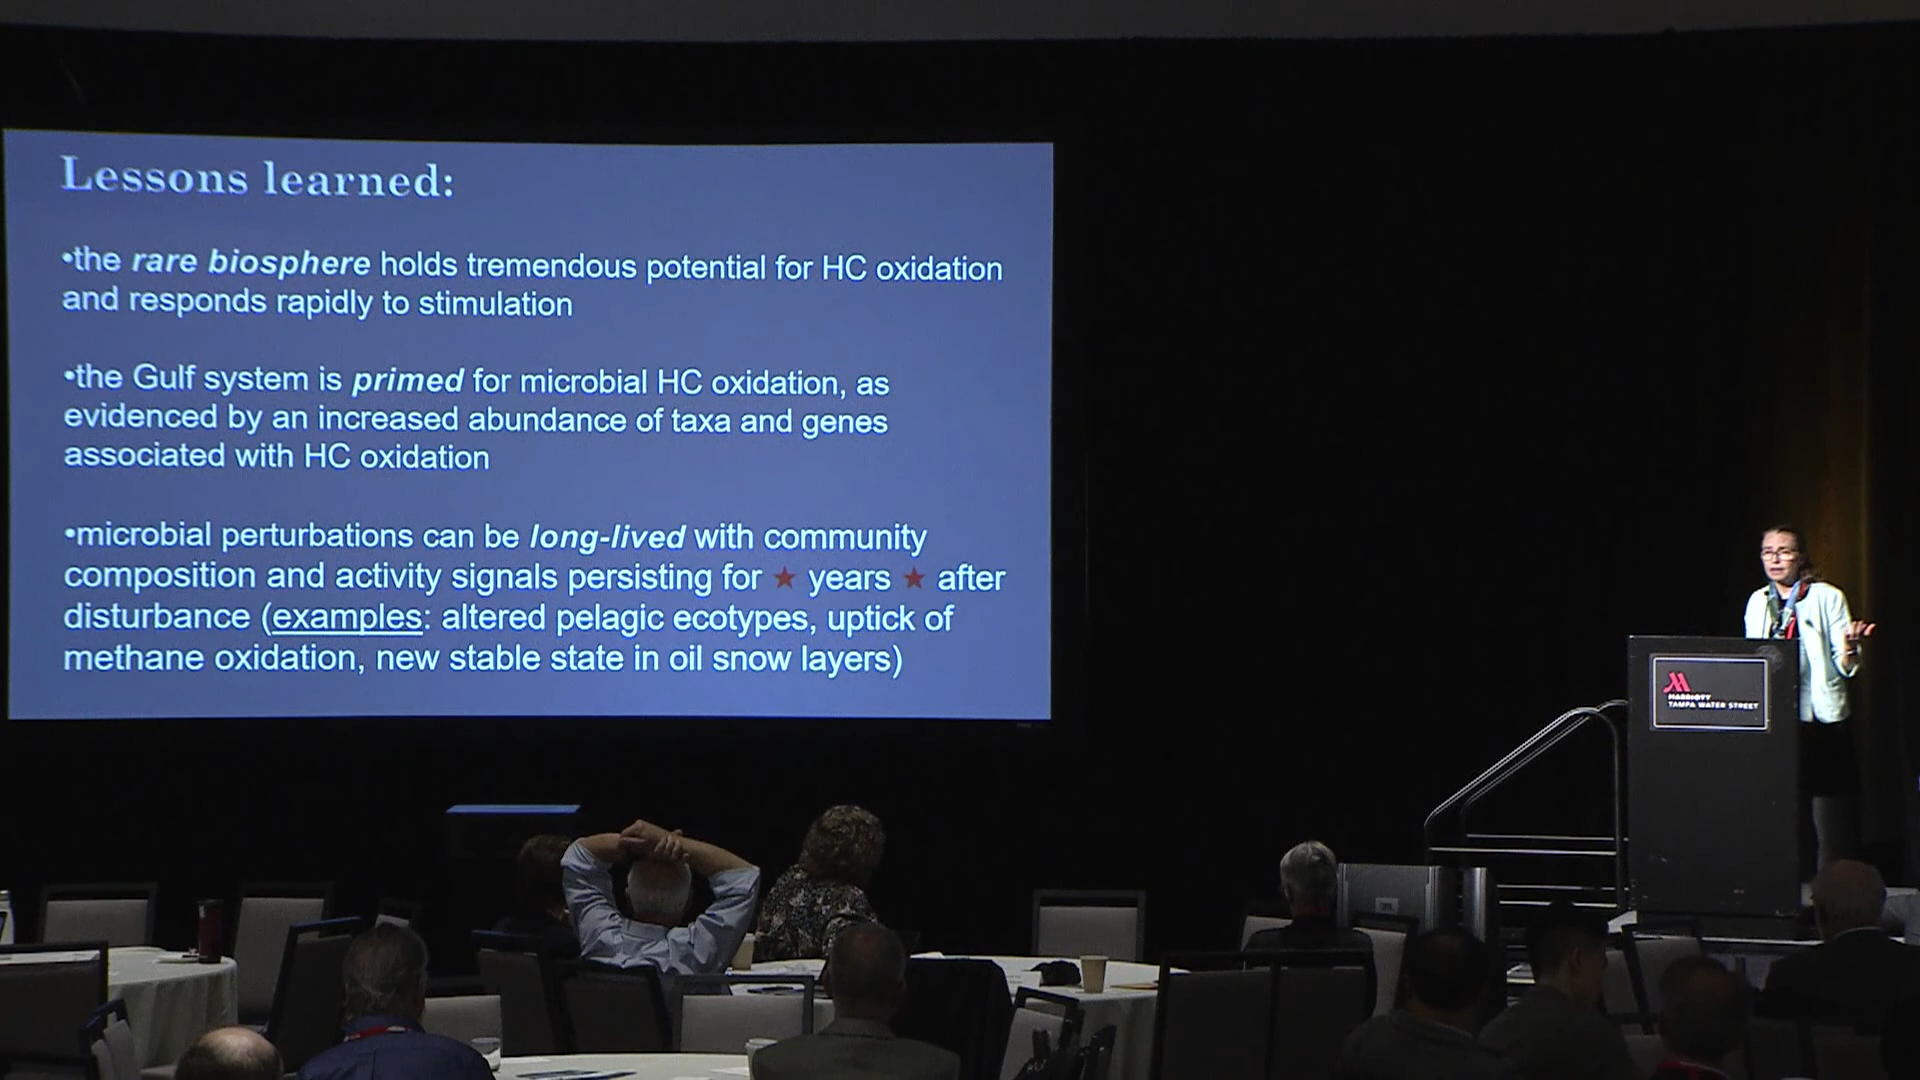 Lessons learned:
•the rare biosphere holds tremendous potential for HC oxidation
and responds rapidly to stimulation
•the Gulf system is primed for microbial HC oxidation, as
evidenced by an increased abundance of taxa and genes
associated with HC oxidation
•microbial perturbations can be long-lived with community
composition and activity signals persisting for ★ years ★ after
disturbance (examples: altered pelagic ecotypes, uptick of
methane oxidation, new stable state in oil snow layers)
MARRIOTT
TAMPA WATER STREET